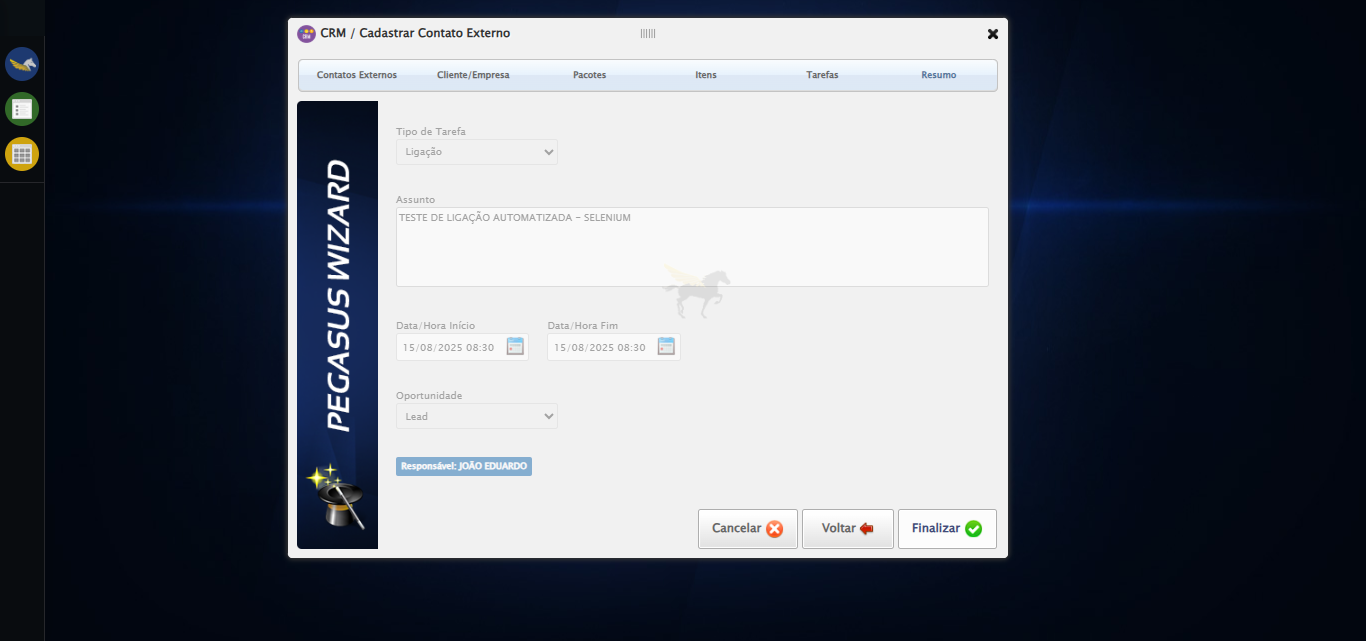 CRM / Cadastrar Contato Externo
Contatos Externos Cliente/Empresa Pacotes Itens Tarefas Resumo
PEGASUS WIZARD
Tipo de Tarefa
Ligação
Assunto
TESTE DE LIGAÇÃO AUTOMATIZADA - SELENIUM
Data/Hora Início Data/Hora Fim
15/08/2025 08:30 15/08/2025 08:30
Oportunidade
Lead
Responsável: JOÃO EDUARDO
Cancelar Voltar Finalizar